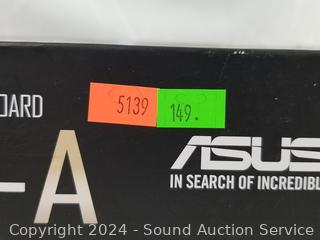 OARD
5139
149.
-A
ASUS
IN SEARCH OF INCREDIBL
Copyright 2024 - Sound Auction Service